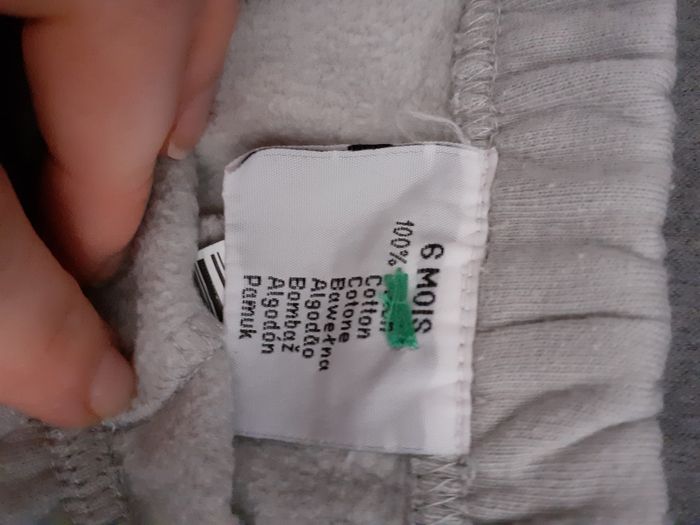 6 MOIS
100%
Cotton
Cotone
Bawełna
Algodão
Bombaž
Algodón
Pamuk